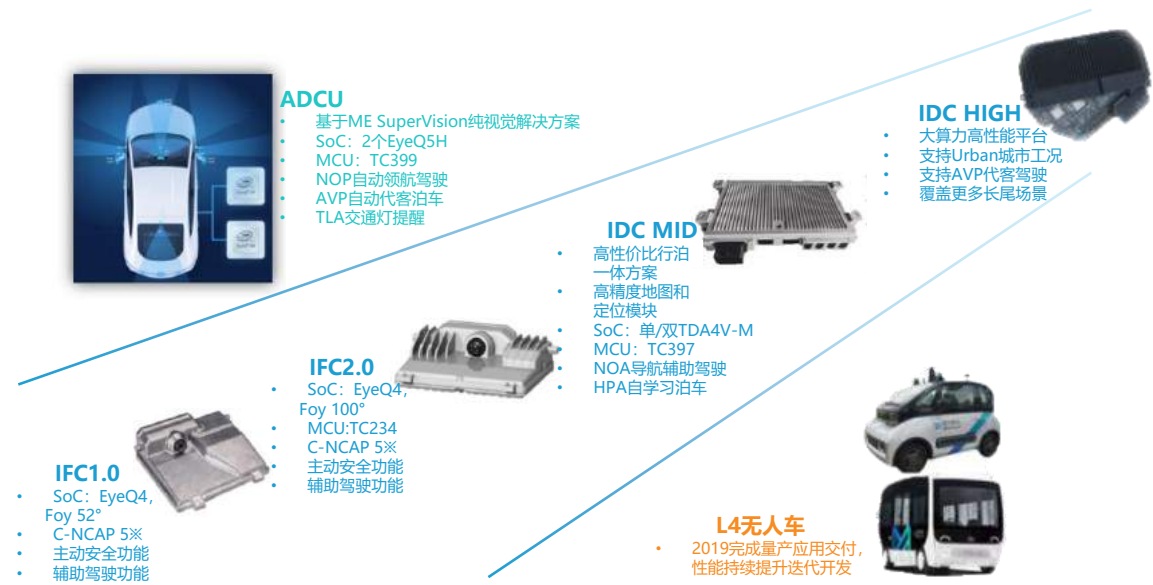 ADCU
• 基于ME SuperVision纯视觉解决方案
• SoC：2个EyeQ5H
• MCU：TC399
• NOP自动领航驾驶
• AVP自动代客泊车
• TLA交通灯提醒
IDC HIGH
• 大算力高性能平台
• 支持Urban城市工况
• 支持AVP代客驾驶
• 覆盖更多长尾场景
IDC MID
• 高性价比行泊
一体方案
• 高精度地图和
定位模块
• SoC：单/双TDA4V-M
• MCU：TC397
• NOA导航辅助驾驶
• HPA自学习泊车
IFC2.0
• SoC：EyeQ4,
Foy 100°
• MCU:TC234
• C-NCAP 5※
• 主动安全功能
• 辅助驾驶功能
IFC1.0
• SoC：EyeQ4,
Foy 52°
• C-NCAP 5※
• 主动安全功能
• 辅助驾驶功能
L4无人车
• 2019完成量产应用交付，
性能持续提升迭代开发